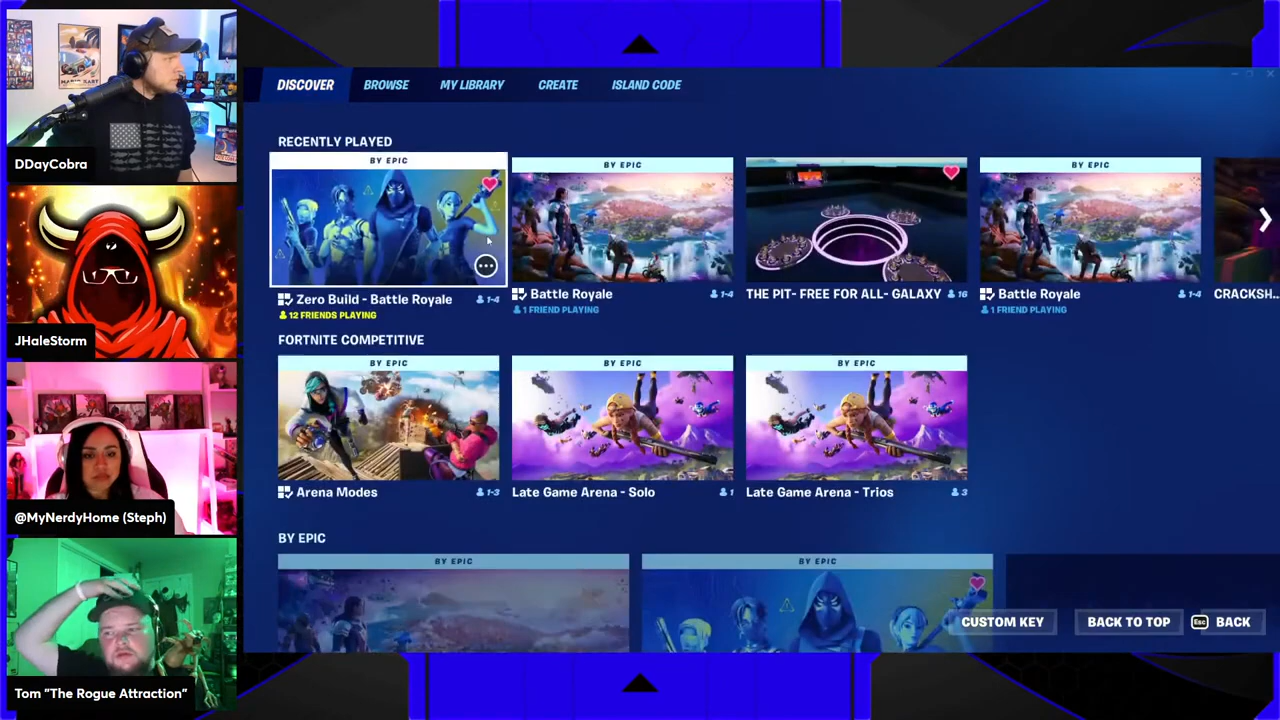 DDayCobra
JHaleStorm
@MyNerdyHome (Steph)
Tom "The Rogue Attraction"
DISCOVER
BROWSE
MY LIBRARY
CREATE
ISLAND CODE
RECENTLY PLAYED
BY EPIC
Zero Build - Battle Royale 1-4
12 FRIENDS PLAYING
BY EPIC
Battle Royale 1-4
1 FRIEND PLAYING
THE PIT- FREE FOR ALL- GALAXY 16
BY EPIC
Battle Royale 1-4
1 FRIEND PLAYING
CRACKSH...
FORTNITE COMPETITIVE
BY EPIC
Arena Modes 1-3
BY EPIC
Late Game Arena - Solo 1
BY EPIC
Late Game Arena - Trios 3
BY EPIC
BY EPIC
BY EPIC
CUSTOM KEY
BACK TO TOP
Esc BACK